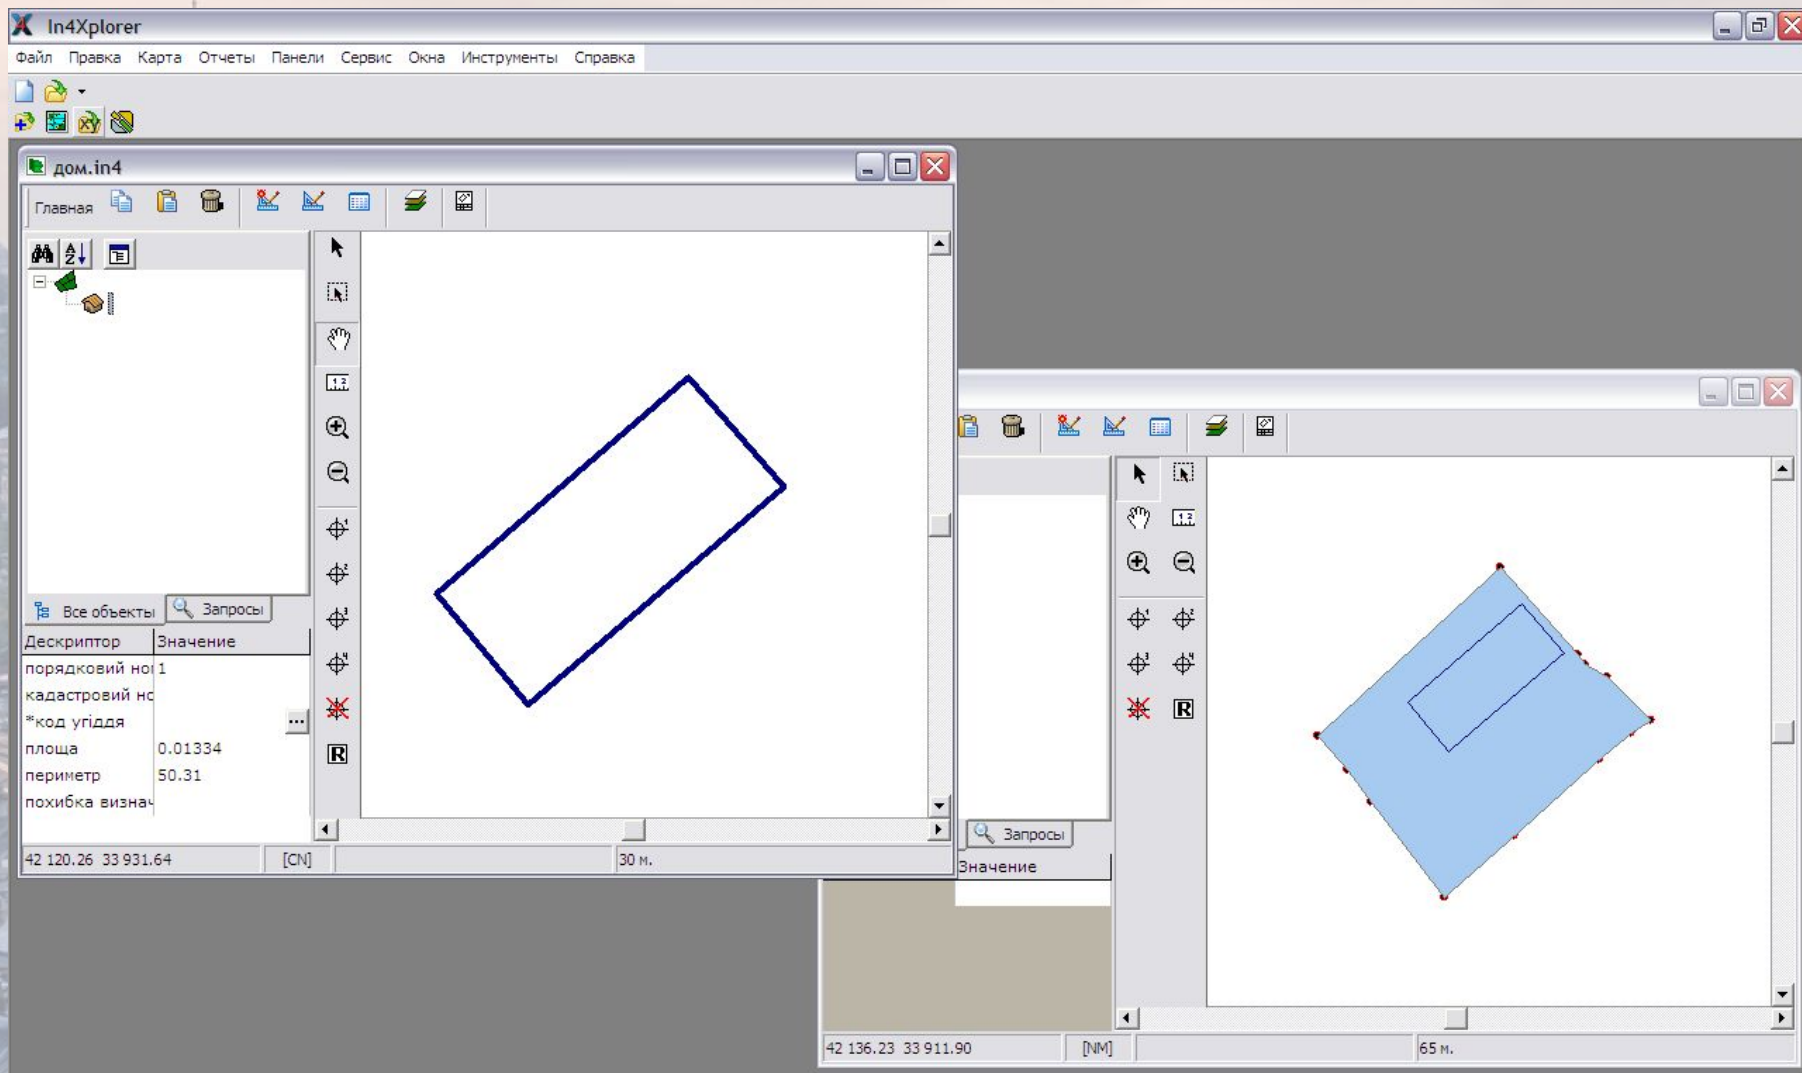 In4Xplorer
Файл Правка Карта Отчеты Панели Сервис Окна Инструменты Справка
дом.in4
Главная
Все объекты Запросы
Дескриптор Значение
порядковий но 1
кадастровий но
*код угіддя ...
площа 0.01334
периметр 50.31
похибка визнач
42 120.26 33 931.64 [CN] 30 м.
Запросы
Значение
42 136.23 33 911.90 [NM] 65 м.